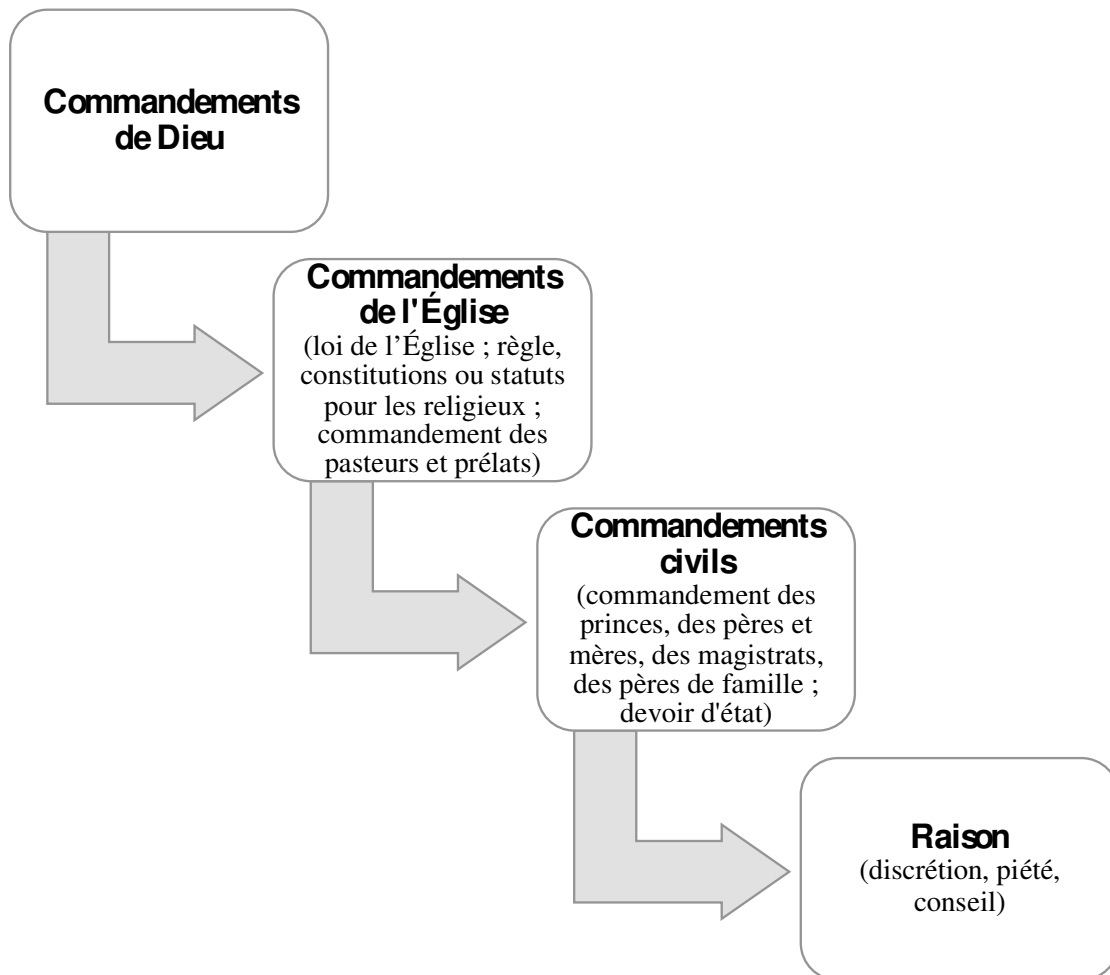 Commandements
de Dieu
Commandements
de l'Église
(loi de l’Église ; règle,
constitutions ou statuts
pour les religieux ;
commandement des
pasteurs et prélats)
Commandements
civils
(commandement des
princes, des pères et
mères, des magistrats,
des pères de famille ;
devoir d'état)
Raison
(discrétion, piété,
conseil)